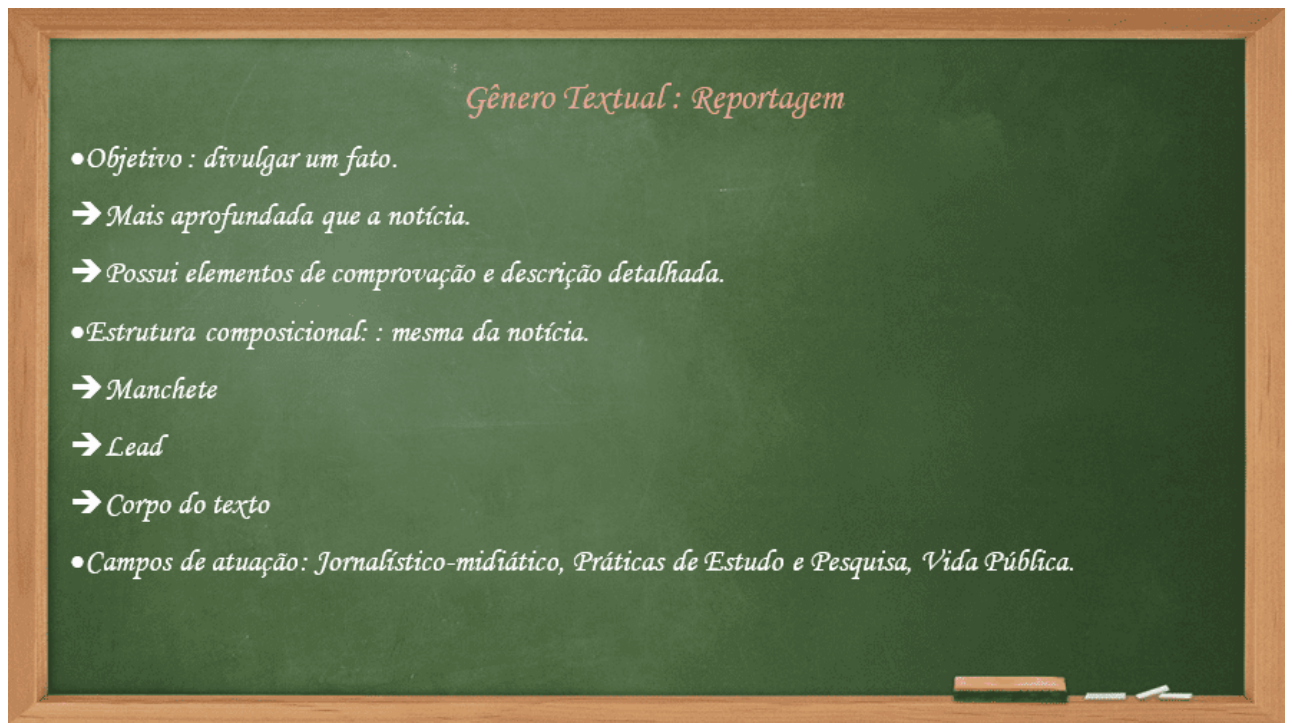 Gênero Textual : Reportagem
•Objetivo : divulgar um fato.
➔ Mais aprofundada que a notícia.
➔ Possui elementos de comprovação e descrição detalhada.
•Estrutura composicional: : mesma da notícia.
➔ Manchete
➔ Lead
➔ Corpo do texto
•Campos de atuação: Jornalístico-midiático, Práticas de Estudo e Pesquisa, Vida Pública.